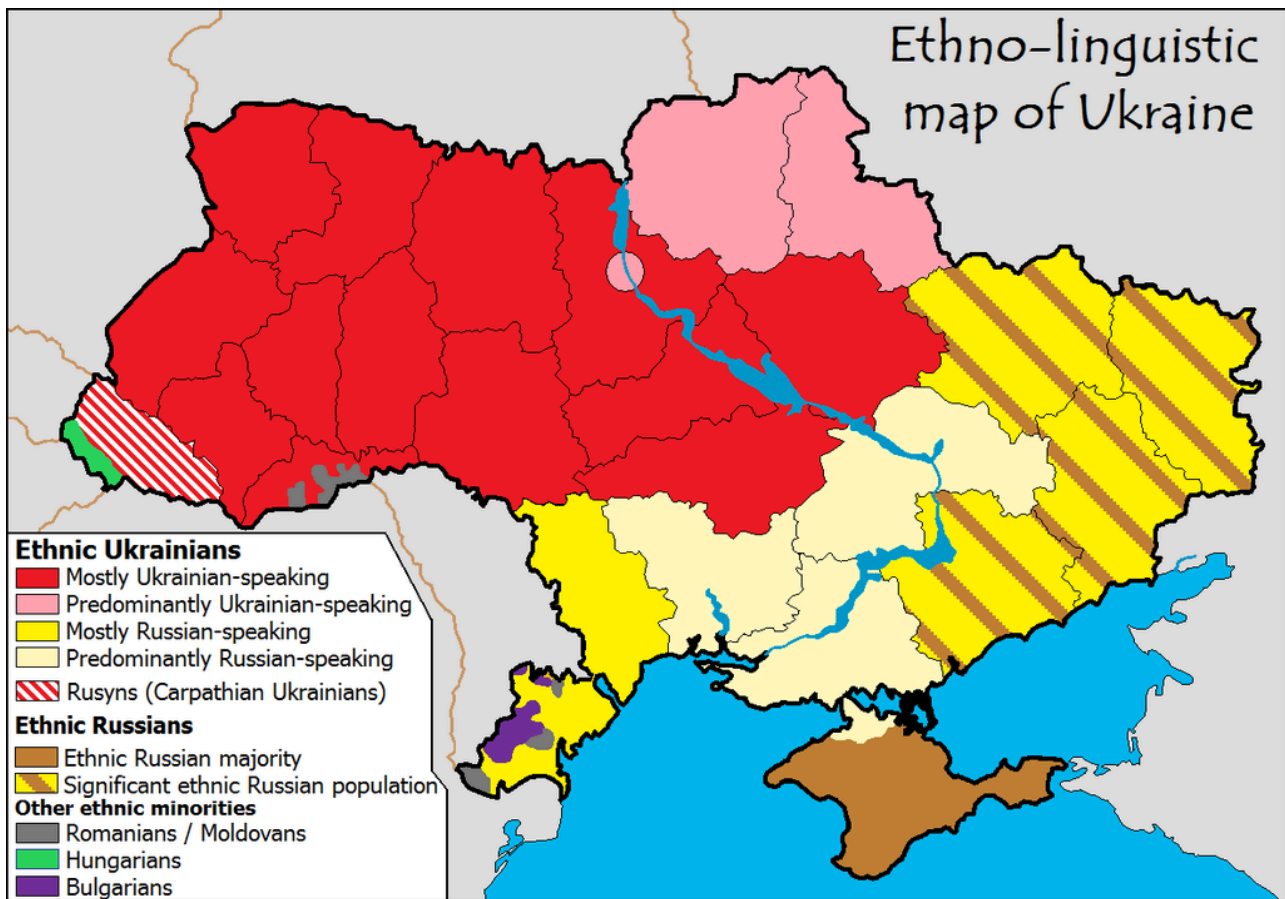 Ethno-linguistic
map of Ukraine
Ethnic Ukrainians
Mostly Ukrainian-speaking
Predominantly Ukrainian-speaking
Mostly Russian-speaking
Predominantly Russian-speaking
Rusyns (Carpathian Ukrainians)
Ethnic Russians
Ethnic Russian majority
Significant ethnic Russian population
Other ethnic minorities
Romanians / Moldovans
Hungarians
Bulgarians